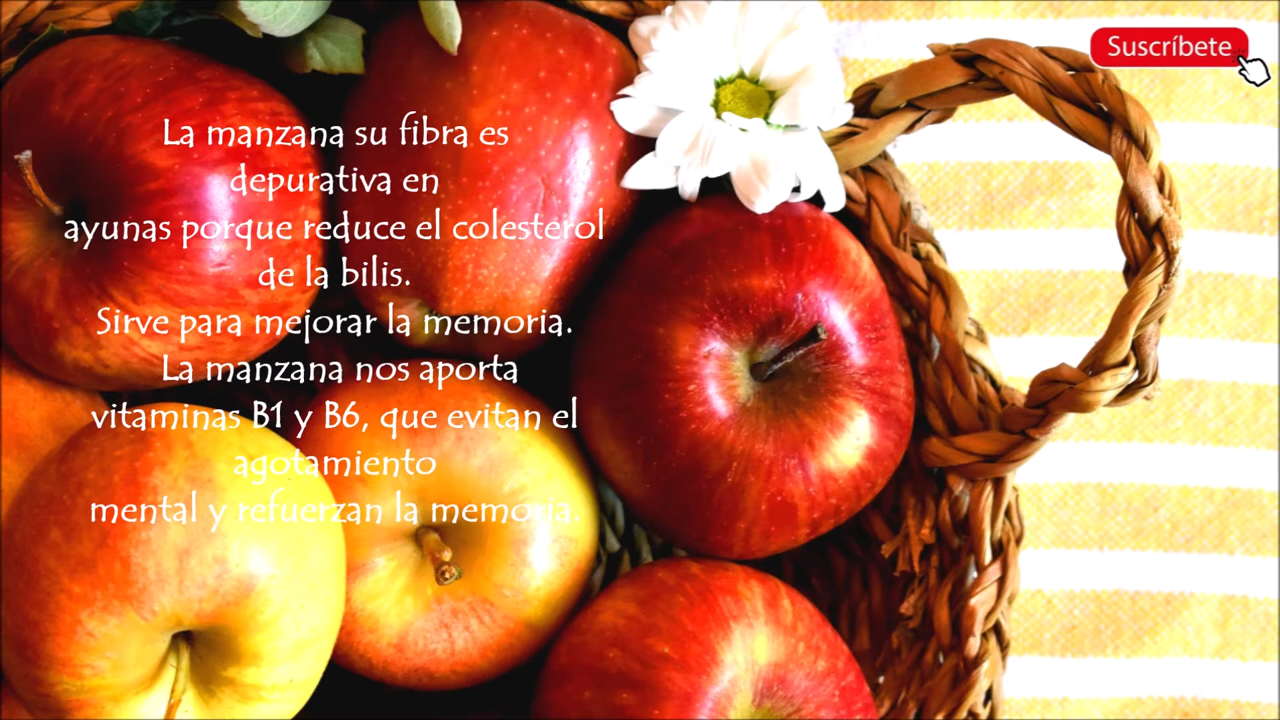 Suscríbete
La manzana su fibra es
depurativa en
ayunas porque reduce el colesterol
de la bilis.
Sirve para mejorar la memoria.
La manzana nos aporta
vitaminas B1 y B6, que evitan el
agotamiento
mental y refuerzan la memoria.